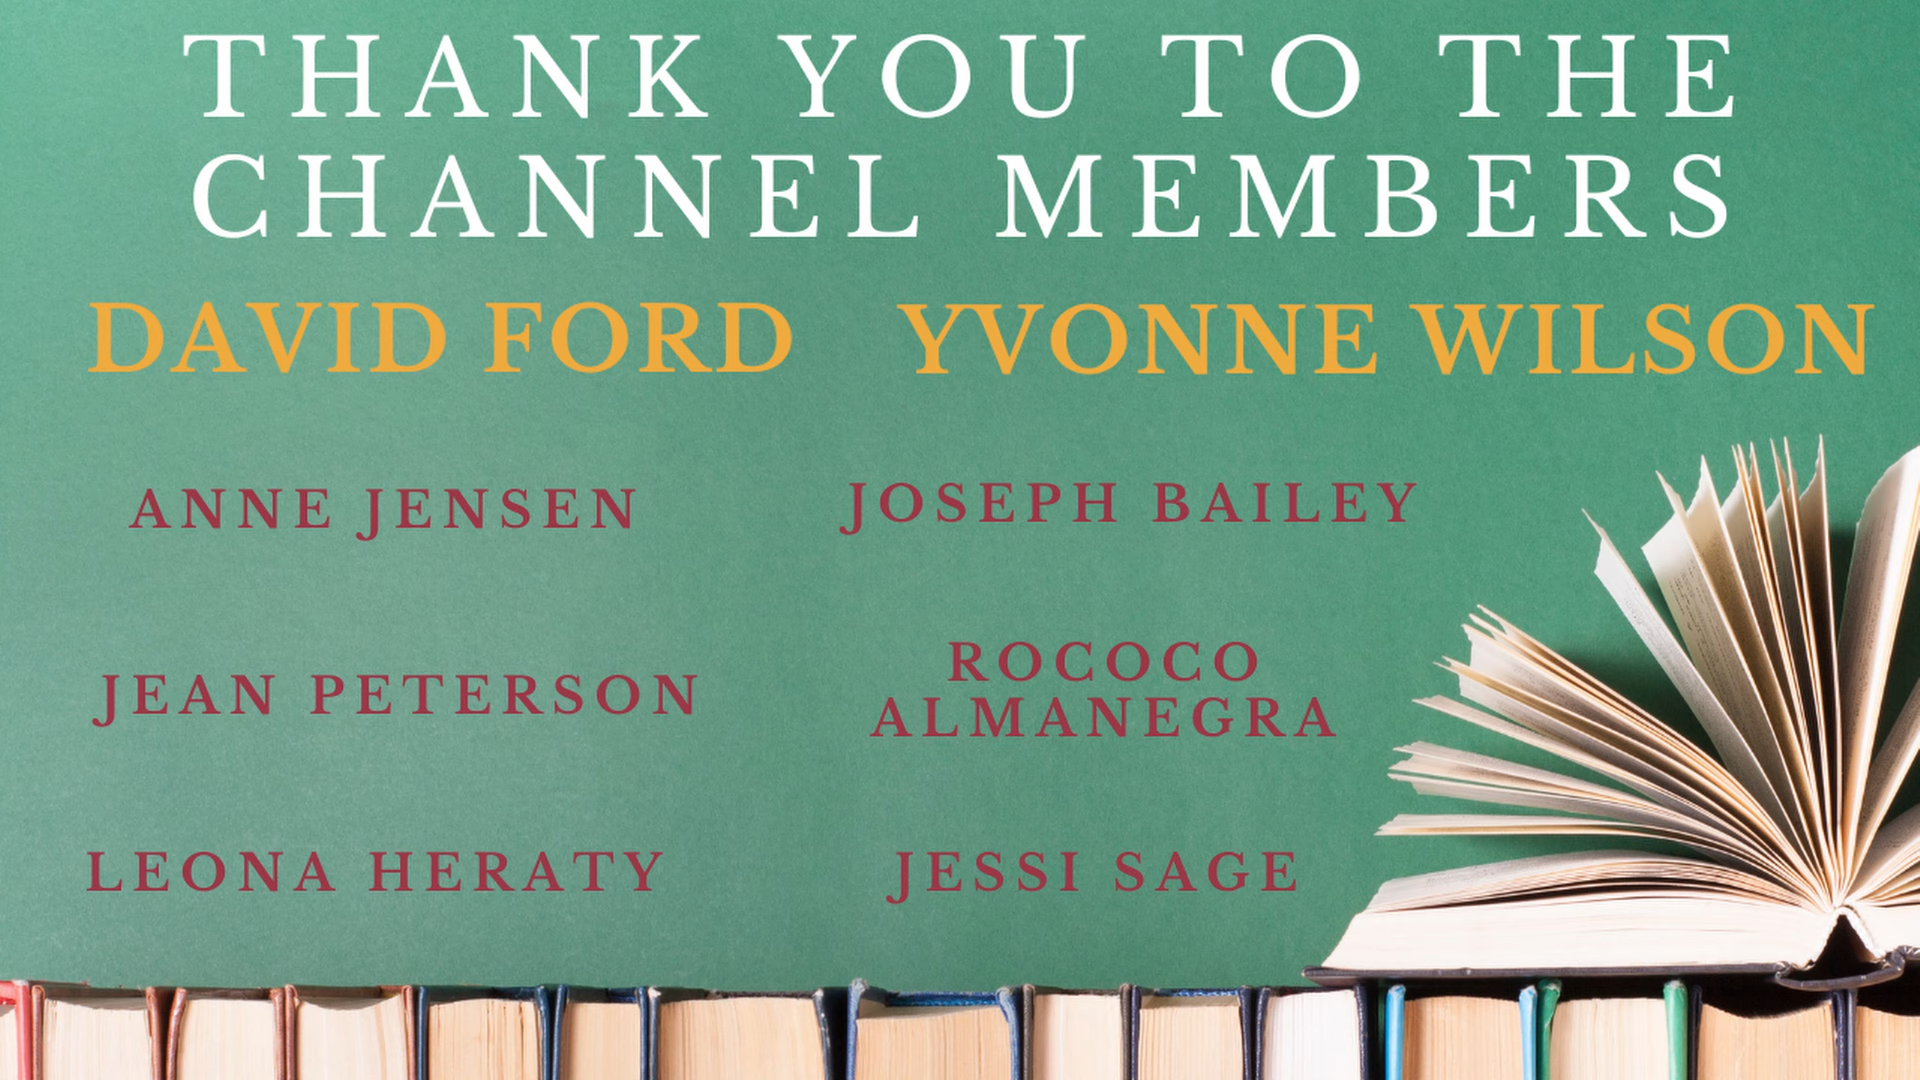 THANK YOU TO THE
CHANNEL MEMBERS
DAVID FORD YVONNE WILSON
ANNE JENSEN JOSEPH BAILEY
JEAN PETERSON
ROCOCO
ALMANEGRA
LEONA HERATY JESSI SAGE